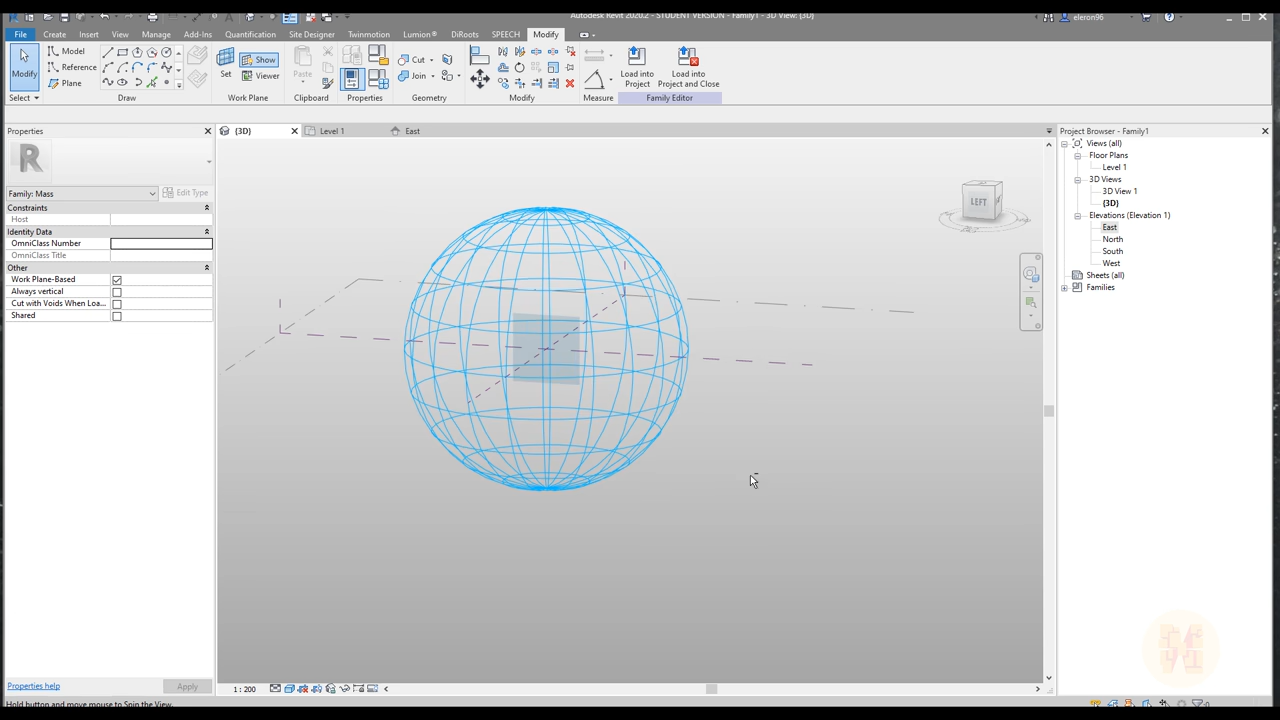 Autodesk Revit 2020.2 - STUDENT VERSION - Family1 - 3D View: {3D}
eleron96
File Create Insert View Manage Add-Ins Quantification Site Designer Twinmotion Lumion® DiRoots SPEECH Modify
Modify
Model
Reference
Plane
Set
Show
Viewer
Paste
Cut
Join
Load into
Project
Load into
Project and Close
Select Draw Work Plane Clipboard Properties Geometry Modify Measure Family Editor
Properties
{3D} Level 1 East
Family: Mass Edit Type
Constraints
Host
Identity Data
OmniClass Number
OmniClass Title
Other
Work Plane-Based
Always vertical
Cut with Voids When Loa...
Shared
Properties help Apply
LEFT
1 : 200
Hold button and move mouse to Spin the View.
Project Browser - Family1
Views (all)
Floor Plans
Level 1
3D Views
3D View 1
{3D}
Elevations (Elevation 1)
East
North
South
West
Sheets (all)
Families